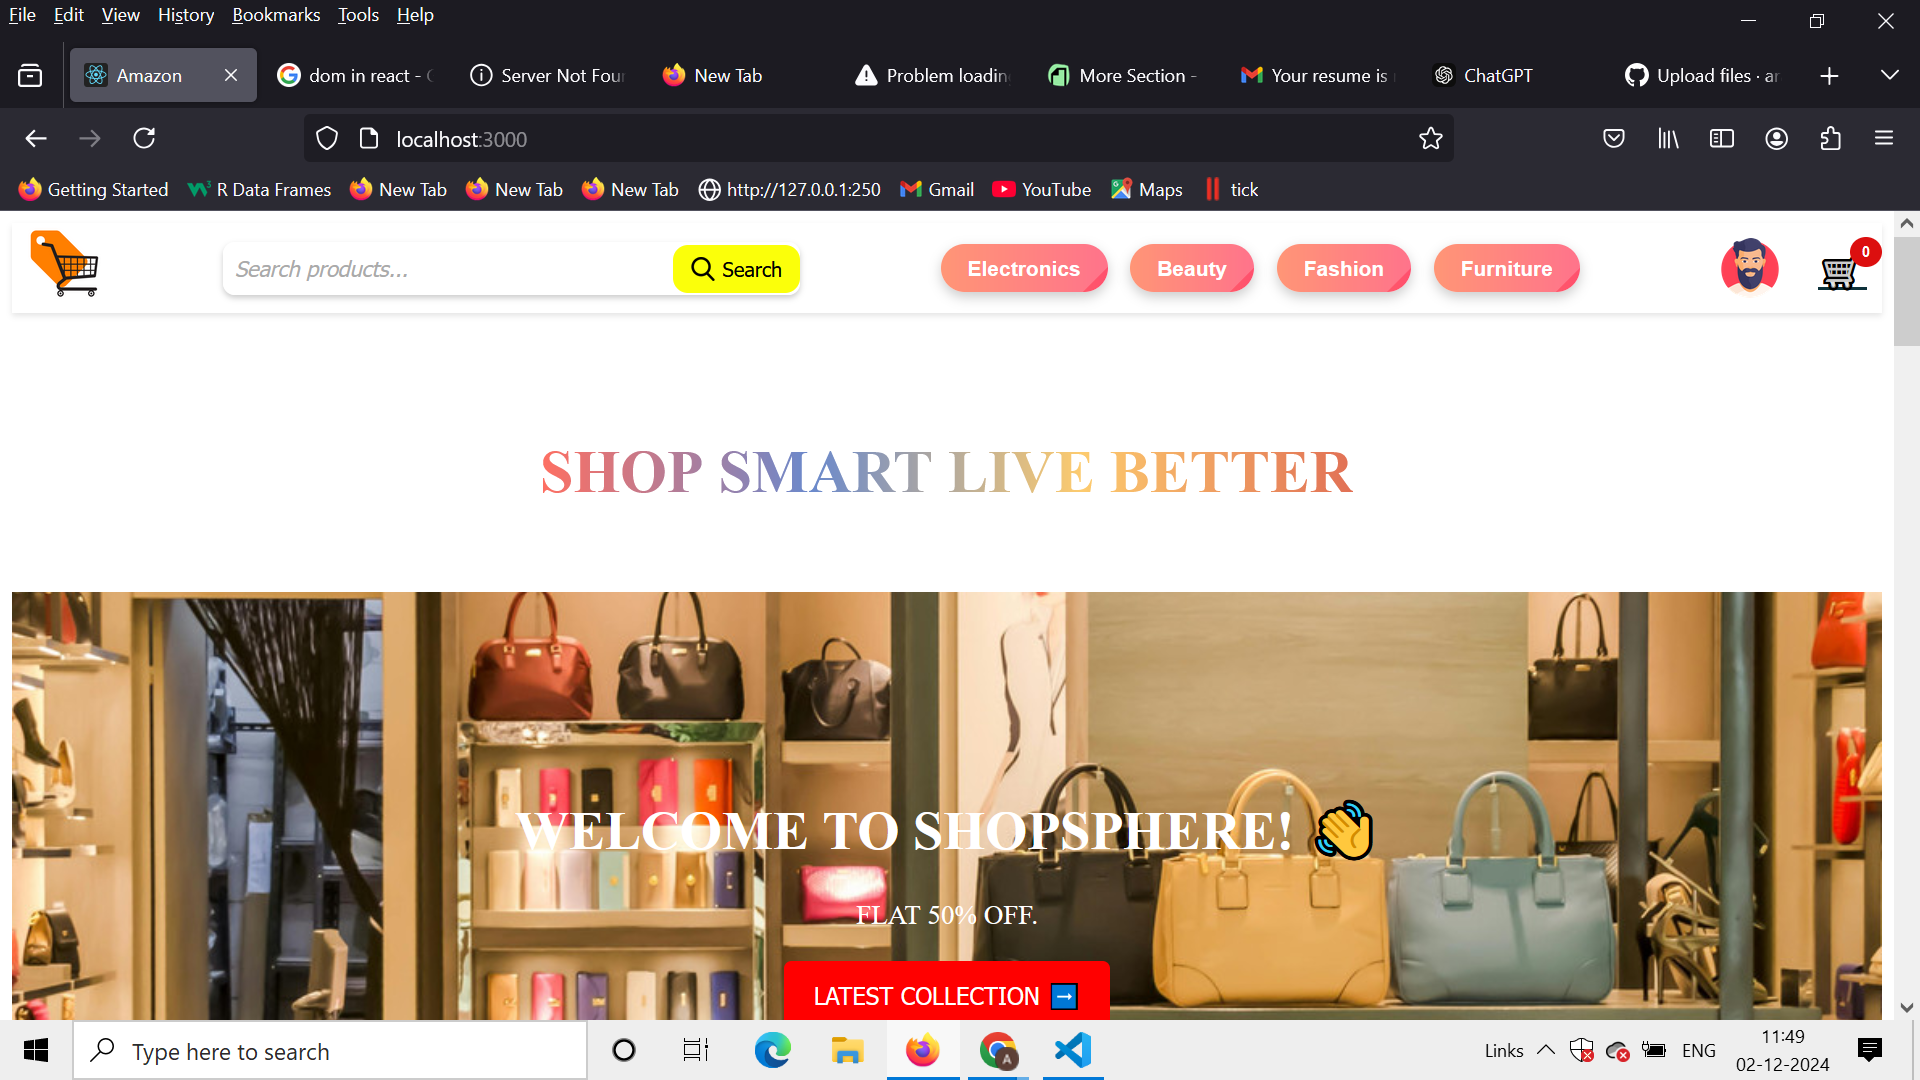 File Edit View History Bookmarks Tools Help
Amazon
dom in react -
Server Not Four
New Tab
Problem loadin
More Section -
Your resume is
ChatGPT
Upload files · ar
localhost:3000
Getting Started
R Data Frames
New Tab
New Tab
New Tab
http://127.0.0.1:250
Gmail
YouTube
Maps
tick
Search products...
Search
Electronics
Beauty
Fashion
Furniture
0
SHOP SMART LIVE BETTER
WELCOME TO SHOPSPHERE! 👋
FLAT 50% OFF.
LATEST COLLECTION ➡
Type here to search
A
Links
ENG
11:49
02-12-2024